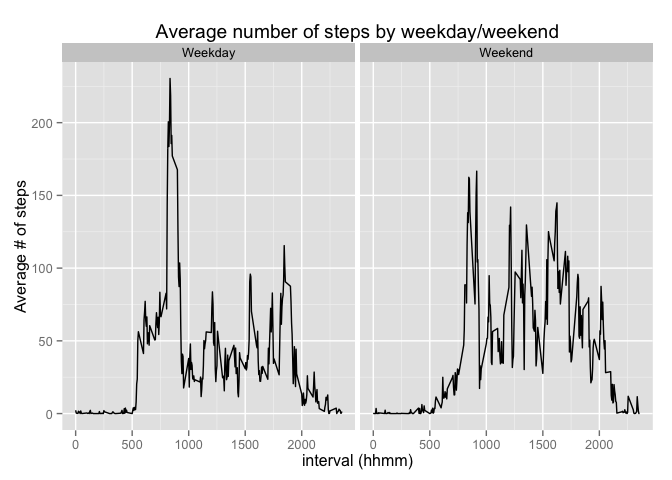 Average number of steps by weekday/weekend
Weekday
Weekend
Average # of steps
200
150
100
50
0
0 500 1000 1500 2000
0 500 1000 1500 2000
interval (hhmm)